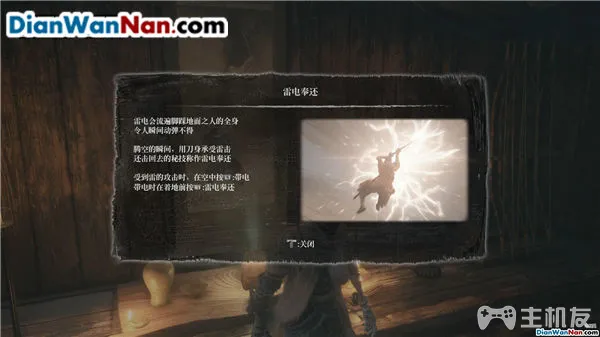 DianWanNan.com
雷电奉还
雷电会流遍脚踩地面之人的全身
令人瞬间动弹不得
腾空的瞬间，用刀身承受雷击
还击回去的秘技称作雷电奉还
受到雷的攻击时，在空中按 :带电
带电时在着地前按 :雷电奉还
:关闭
主机友
DianWanNan.com